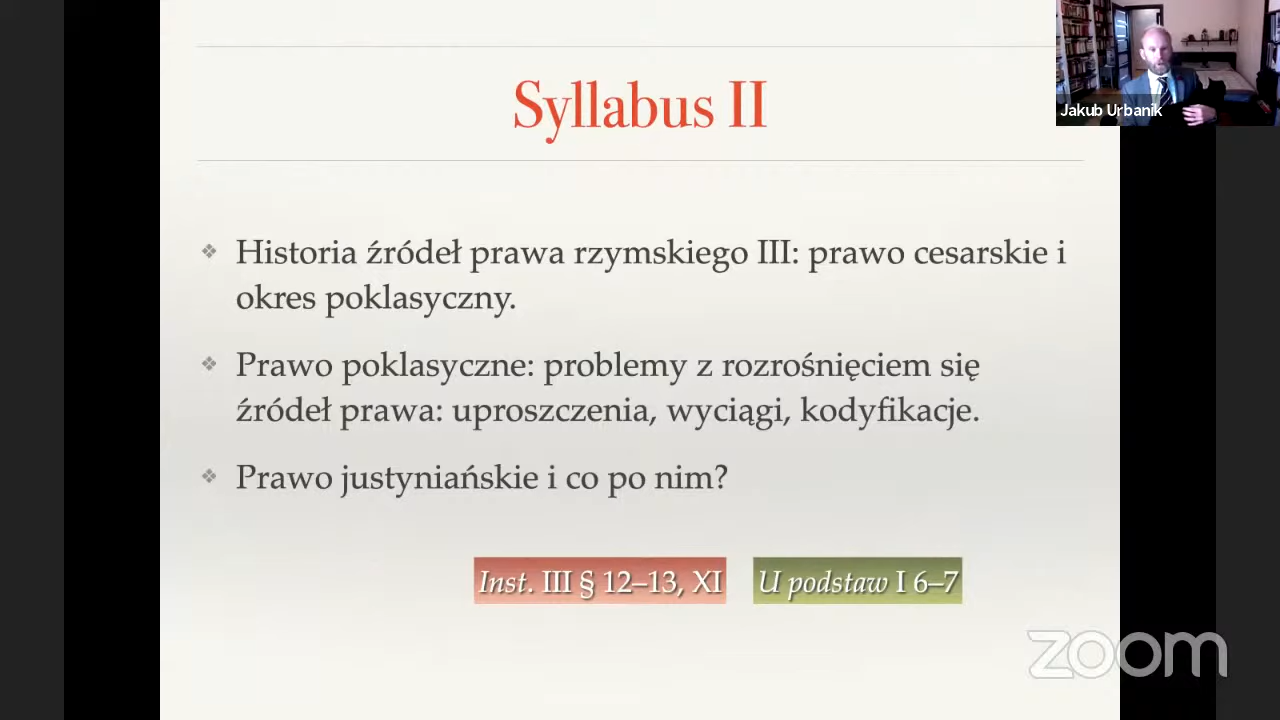 Syllabus II
Jakub Urbanik
❖ Historia źródeł prawa rzymskiego III: prawo cesarskie i
okres poklasyczny.
❖ Prawo poklasyczne: problemy z rozrośnięciem się
źródeł prawa: uproszczenia, wyciągi, kodyfikacje.
❖ Prawo justyniańskie i co po nim?
Inst. III § 12–13, XI
U podstaw I 6–7
zoom